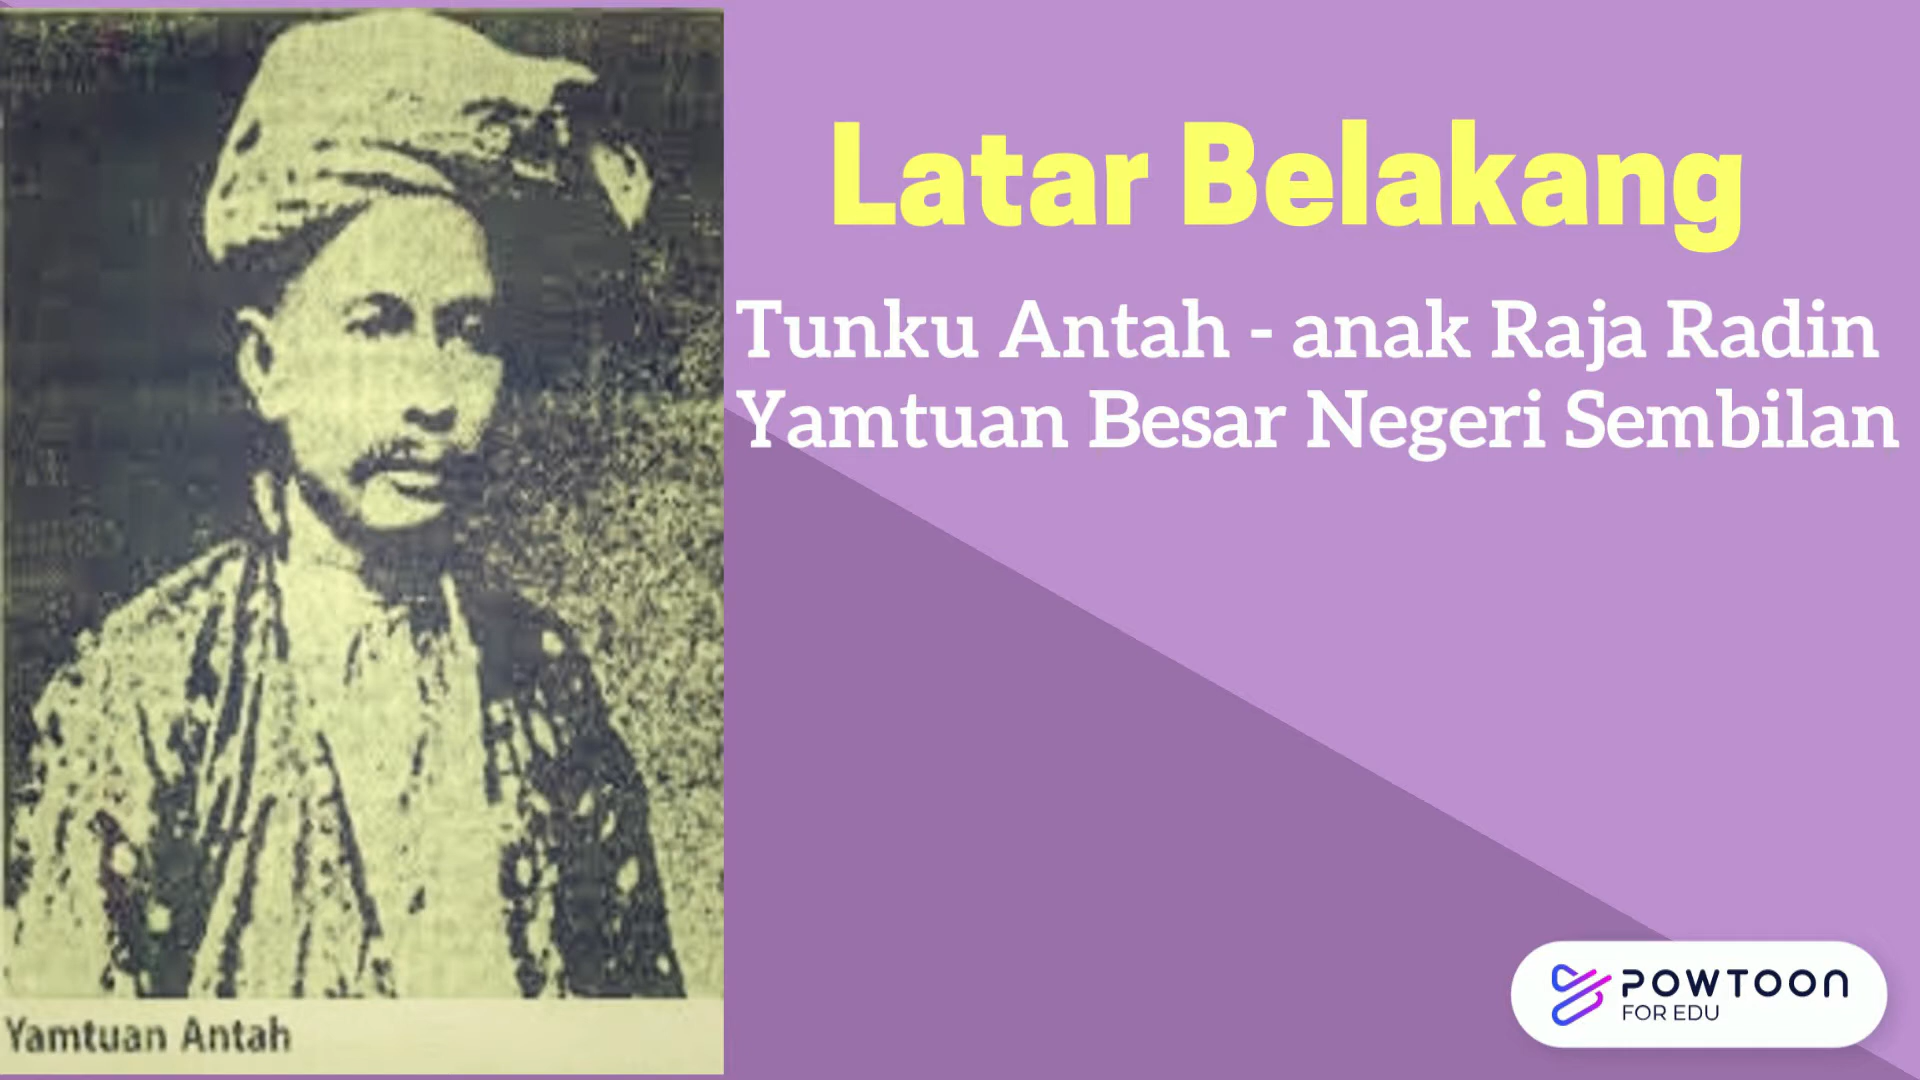 Latar Belakang
Tunku Antah - anak Raja Radin
Yamtuan Besar Negeri Sembilan
Yamtuan Antah
POWTOON
FOR EDU